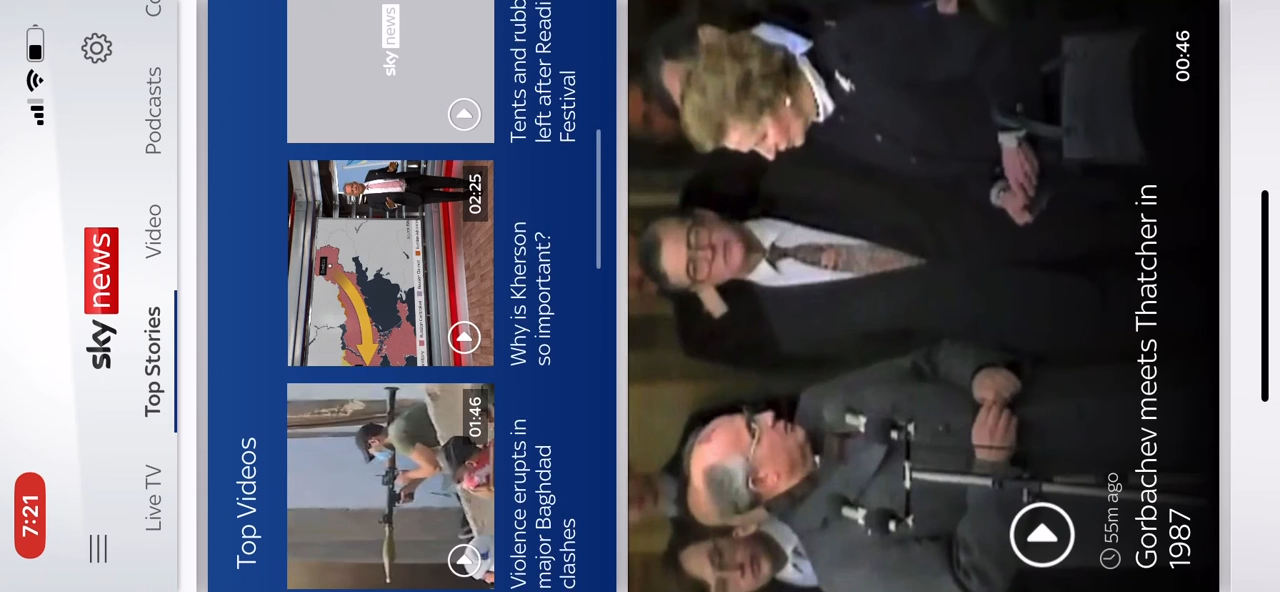 7:21
sky news
Live TV
Top Stories
Video
Podcasts
Co
Top Videos
01:46
02:25
sky news
Violence erupts in
major Baghdad
clashes
Why is Kherson
so important?
Tents and rubb
left after Readi
Festival
55m ago
Gorbachev meets Thatcher in
1987
00:46